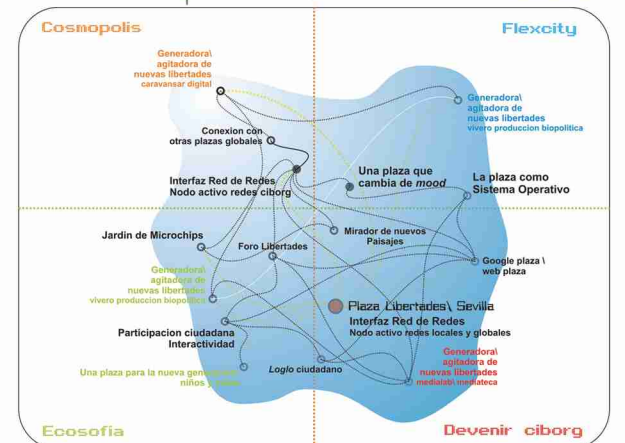 Cosmopolis
Flexcity
Generadora\
agitadora de
nuevas libertades
caravansar digital
Generadora\
agitadora de
nuevas libertades
vivero produccion biopolitica
Conexion con
otras plazas globales
Interfaz Red de Redes
Nodo activo redes ciborg
Una plaza que
cambia de mood
La plaza como
Sistema Operativo
Jardin de Microchips
Foro Libertades
Mirador de nuevos
Paisajes
Google plaza \
web plaza
Generadora\
agitadora de
nuevas libertades
vivero produccion biopolitica
Plaza Libertades\ Sevilla
Interfaz Red de Redes
Nodo activo redes locales y globales
Participacion ciudadana
Interactividad
Una plaza para la nueva
niños y
Loglo ciudadano
Generadora\
agitadora de
nuevas libertades
medialab\ mediateca
Ecosofia
Devenir ciborg